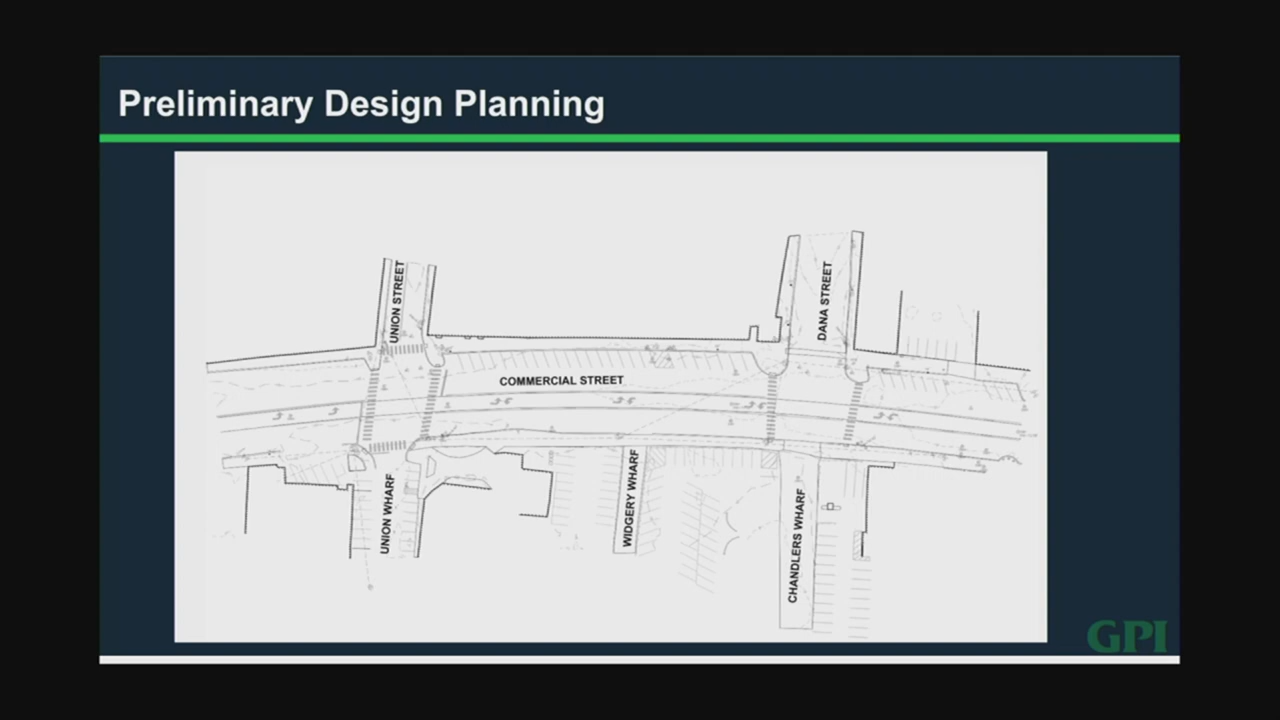 Preliminary Design Planning
UNION STREET
DANA STREET
COMMERCIAL STREET
UNION WHARF
WIDGERY WHARF
CHANDLERS WHARF
GPI